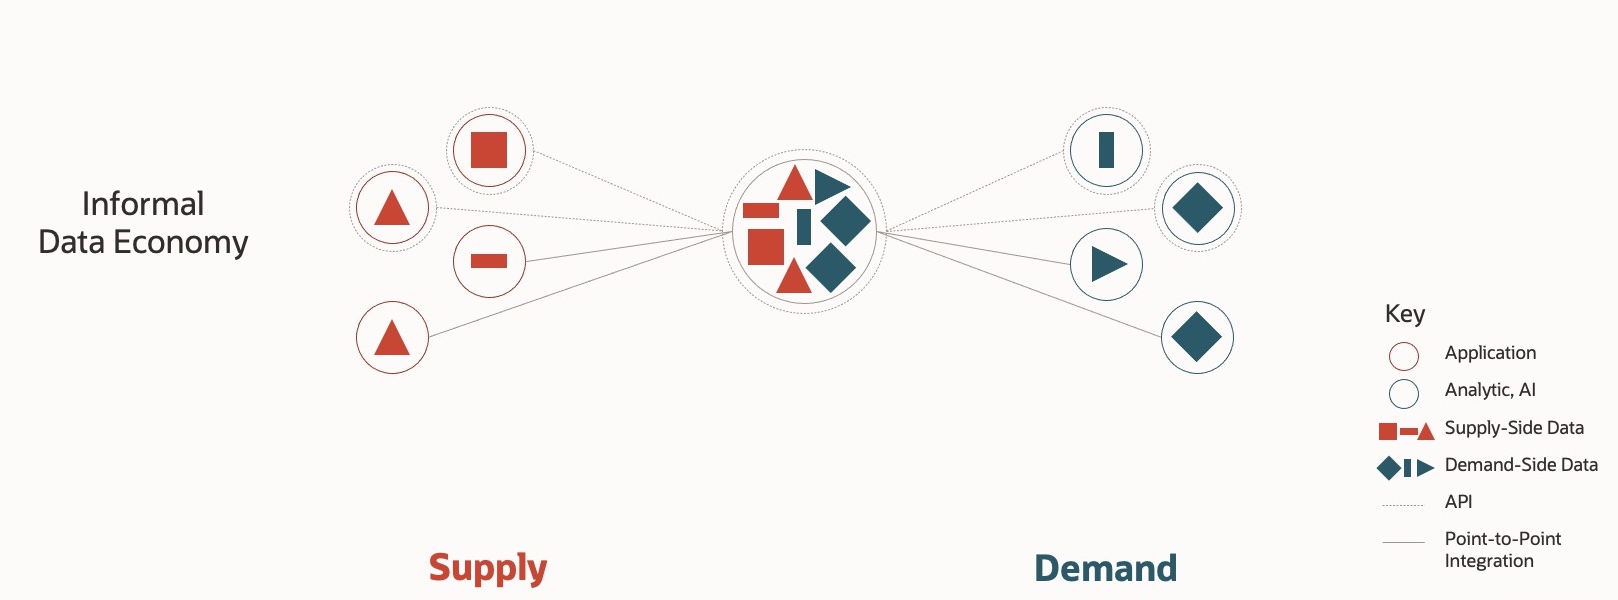 Informal
Data Economy
Key
Application
Analytic, AI
Supply-Side Data
Demand-Side Data
API
Point-to-Point
Integration
Supply
Demand